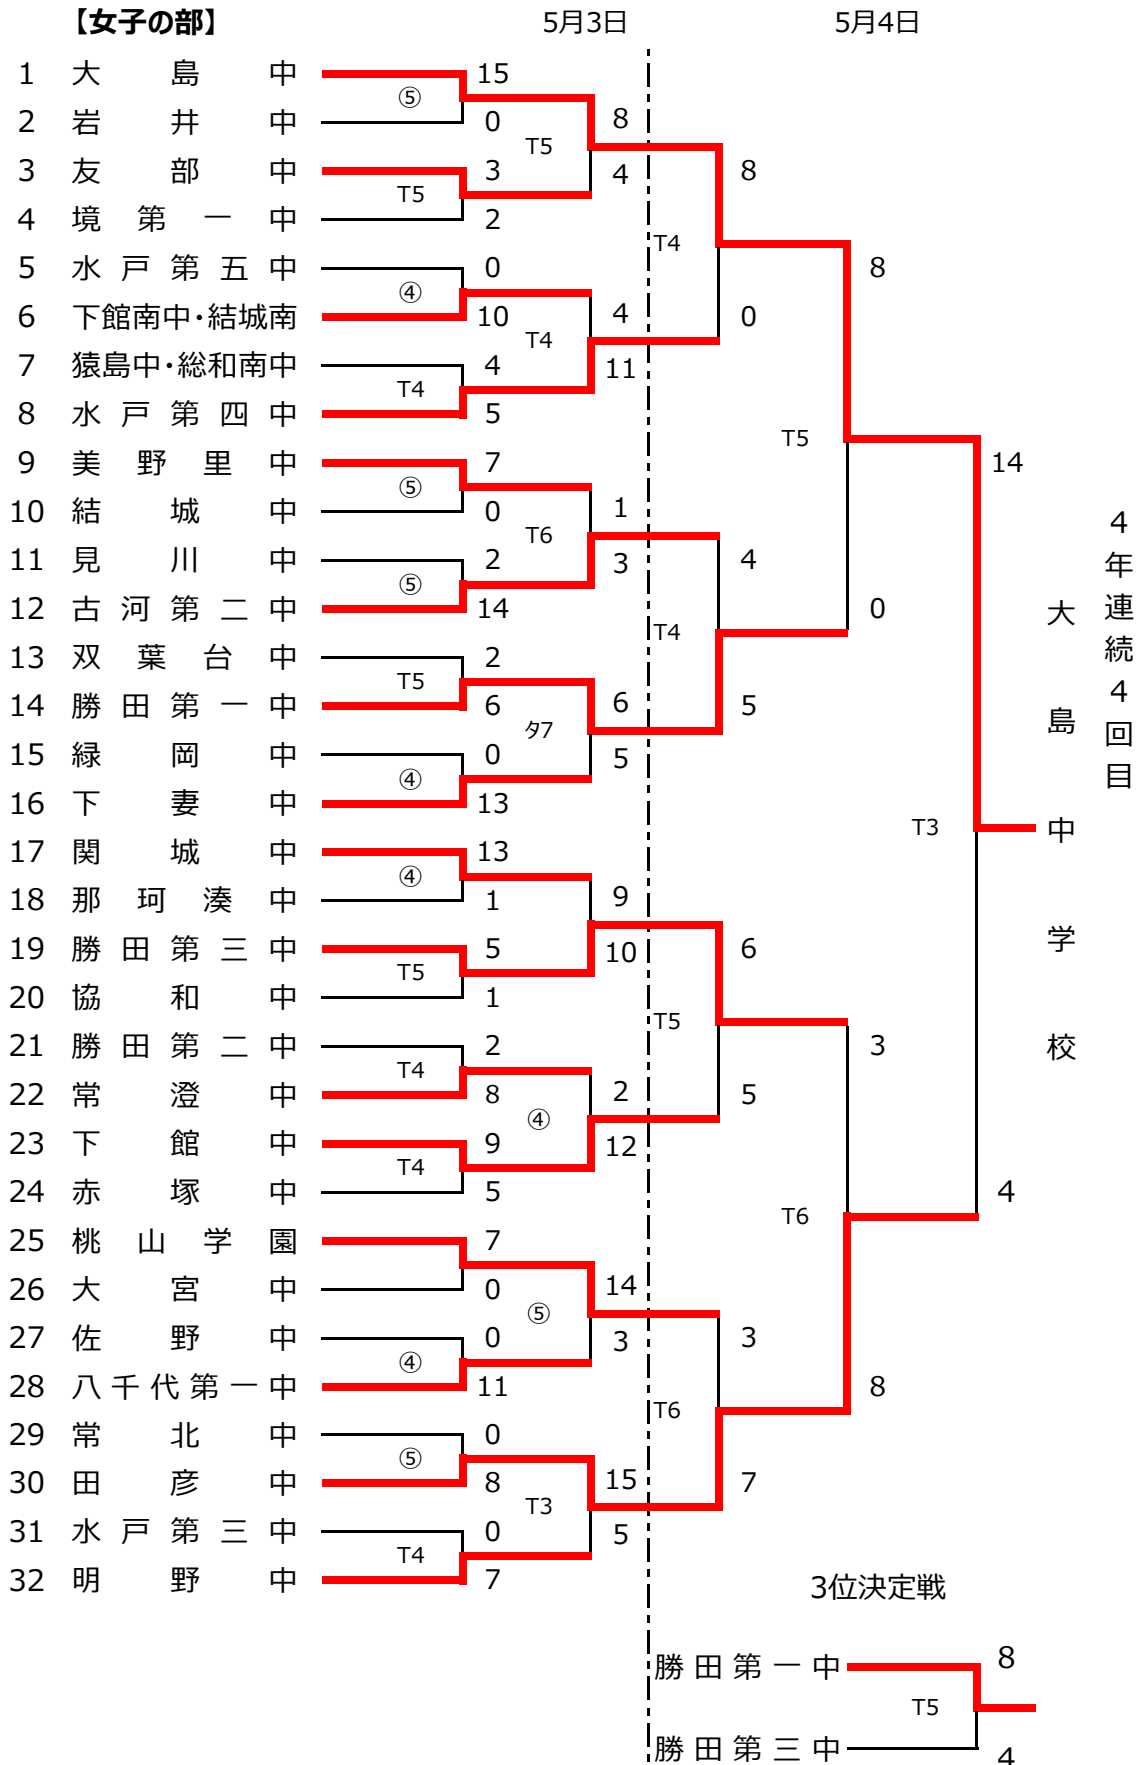 【女子の部】 5月3日 5月4日
1 大島中 15
⑤
2 岩井中 0
8
T5
3 友部中 3
4
8
T5
4 境第一中 2
T4
5 水戸第五中 0
8
④
6 下館南中・結城南 10
4
0
T4
7 猿島中・総和南中 4
11
T4
8 水戸第四中 5
T5
9 美野里中 7
14
⑤
10 結城中 0
1
T6
11 見川中 2
3
4
⑤
12 古河第二中 14
0
T4
13 双葉台中 2
T5
14 勝田第一中 6
6
5
タ7
15 緑岡中 0
5
④
16 下妻中 13
T3
17 関城中 13
④
18 那珂湊中 1
9
19 勝田第三中 5
10
6
T5
20 協和中 1
T5
21 勝田第二中 2
3
T4
22 常澄中 8
2
5
④
23 下館中 9
12
T4
24 赤塚中 5
4
T6
25 桃山学園 7
26 大宮中 0
14
⑤
27 佐野中 0
3
3
④
28 八千代第一中 11
8
T6
29 常北中 0
⑤
30 田彦中 8
15
7
T3
31 水戸第三中 0
5
T4
32 明野中 7
大島中学校
4年連続4回目
3位決定戦
勝田第一中 8
T5
勝田第三中 4